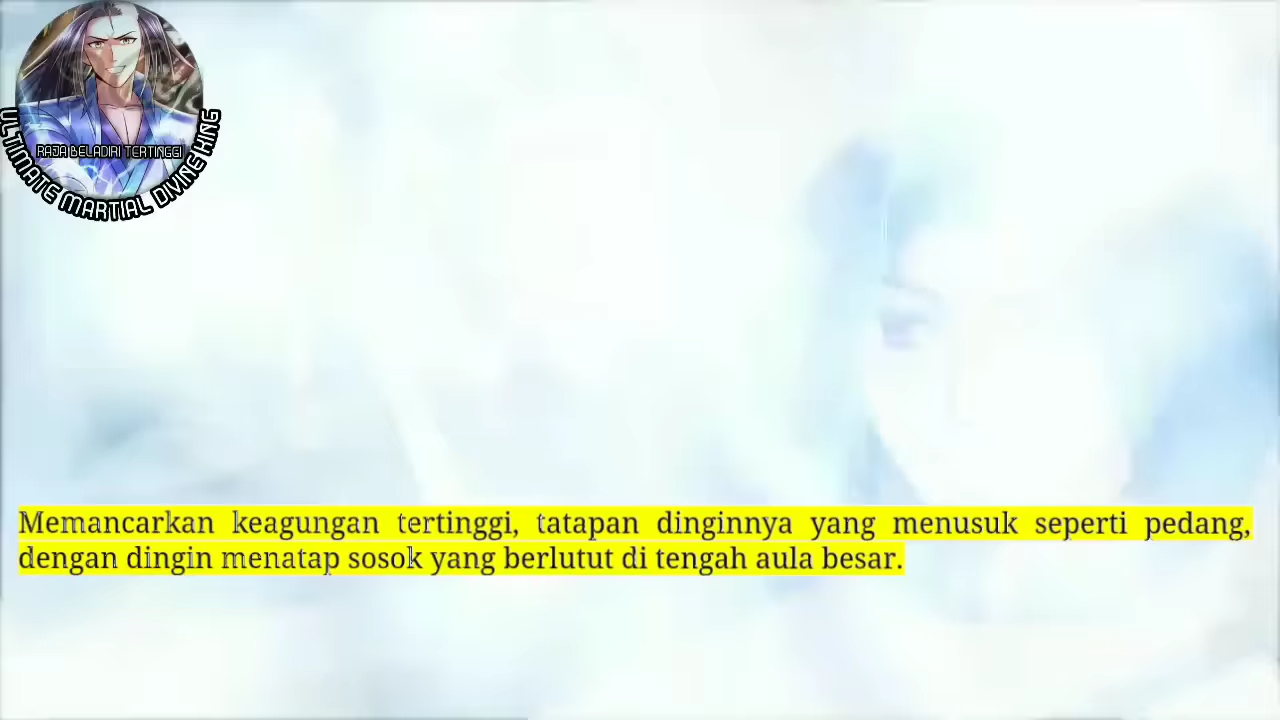 RAJA BELADIRI TERTINGGI
ULTIMATE MARTIAL DIVINE KING
Memancarkan keagungan tertinggi, tatapan dinginnya yang menusuk seperti pedang,
dengan dingin menatap sosok yang berlutut di tengah aula besar.